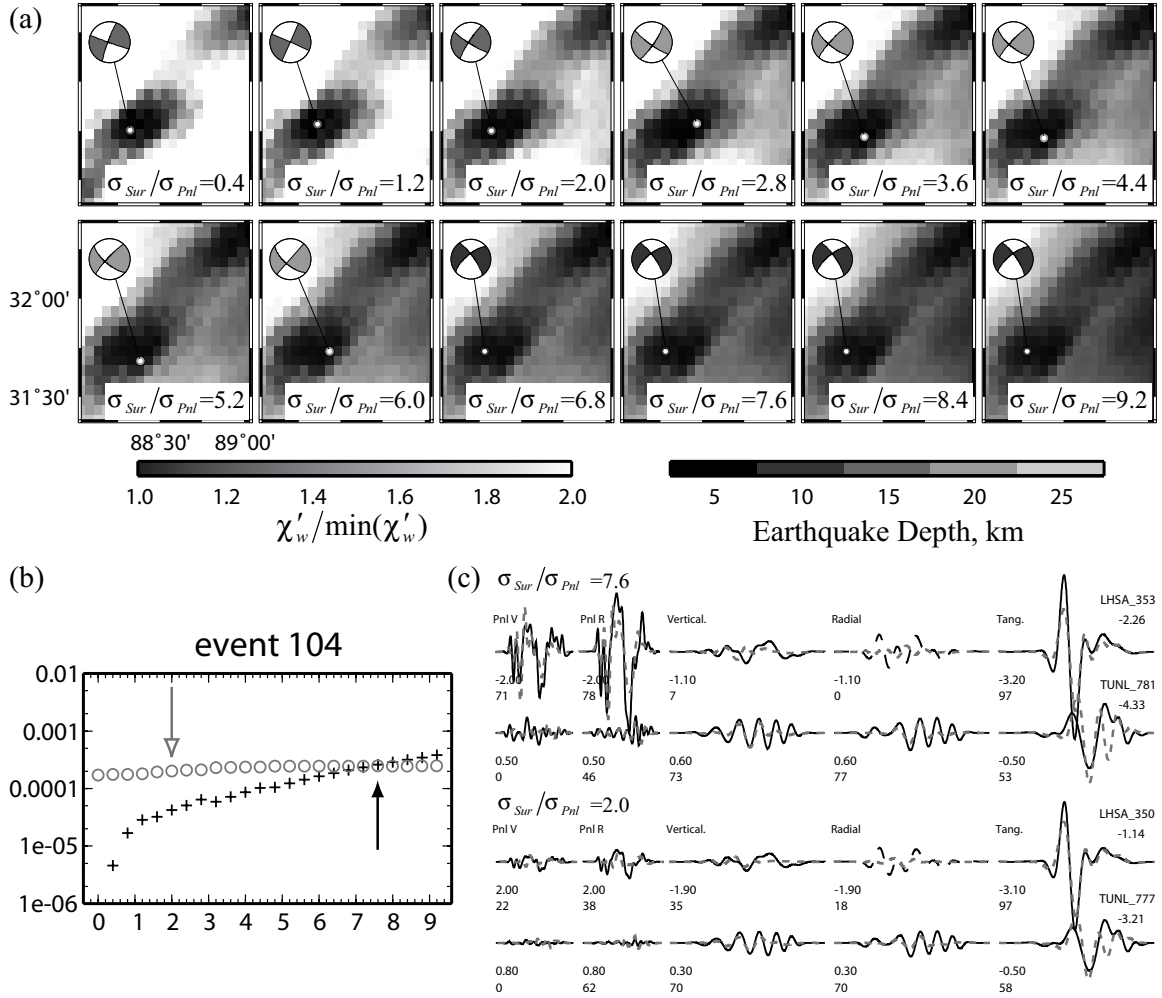 (a)
σSur/σPnl=0.4
σSur/σPnl=1.2
σSur/σPnl=2.0
σSur/σPnl=2.8
σSur/σPnl=3.6
σSur/σPnl=4.4
32°00'
31°30'
σSur/σPnl=5.2
σSur/σPnl=6.0
σSur/σPnl=6.8
σSur/σPnl=7.6
σSur/σPnl=8.4
σSur/σPnl=9.2
88°30' 89°00'
1.0 1.2 1.4 1.6 1.8 2.0
χ′w/min(χ′w)
5 10 15 20 25
Earthquake Depth, km
(b)
event 104
0.01
0.001
0.0001
1e-05
1e-06
0 1 2 3 4 5 6 7 8 9
(c)
σSur/σPnl =7.6
Pnl V Pnl R Vertical. Radial Tang. LHSA_353
-2.26
-2.00 -2.00 -1.10 -1.10 -3.20
71 78 7 0 97
TUNL_781
-4.33
0.50 0.50 0.60 0.60 -0.50
0 46 73 77 53
σSur/σPnl =2.0
Pnl V Pnl R Vertical. Radial Tang. LHSA_350
-1.14
2.00 2.00 -1.90 -1.90 -3.10
22 38 35 18 97
TUNL_777
-3.21
0.80 0.80 0.30 0.30 -0.50
0 62 70 70 58